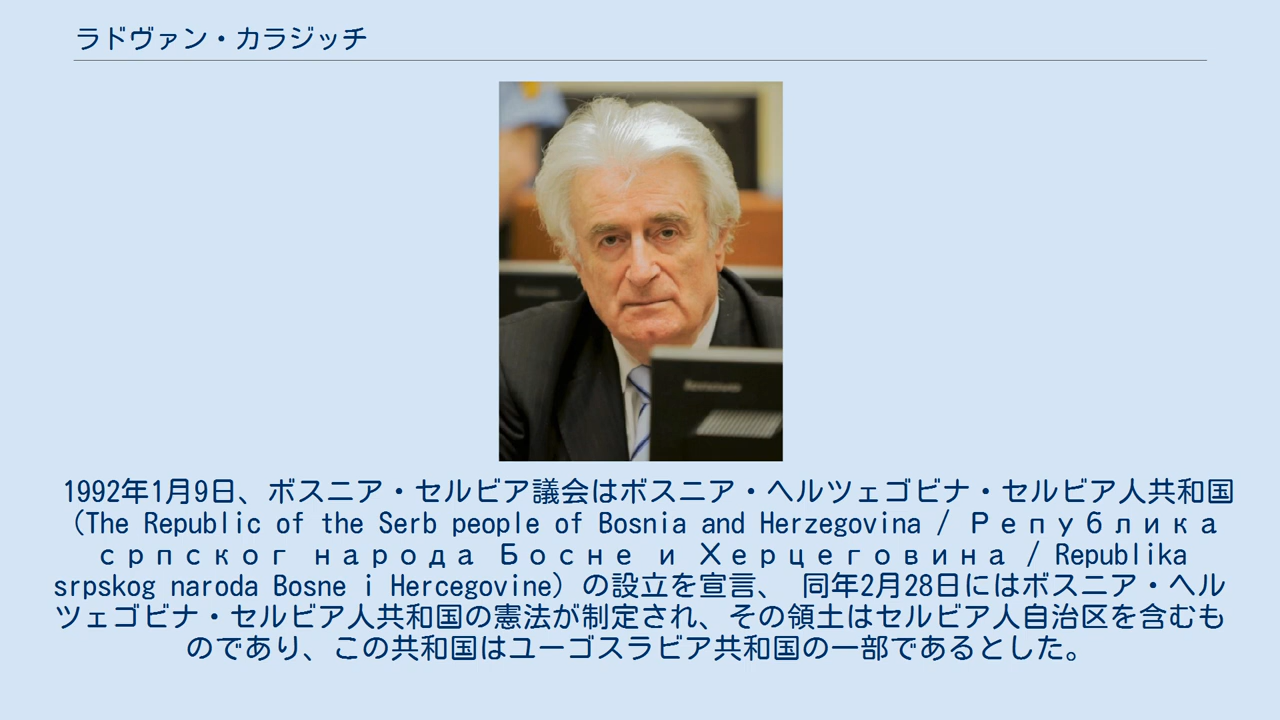 ラドヴァン・カラジッチ
1992年1月9日、ボスニア・セルビア議会はボスニア・ヘルツェゴビナ・セルビア人共和国
（The Republic of the Serb people of Bosnia and Herzegovina / Република
српског народа Босне и Херцеговина / Republika
srpskog naroda Bosne i Hercegovine）の設立を宣言、 同年2月28日にはボスニア・ヘル
ツェゴビナ・セルビア人共和国の憲法が制定され、その領土はセルビア人自治区を含むも
のであり、この共和国はユーゴスラビア共和国の一部であるとした。